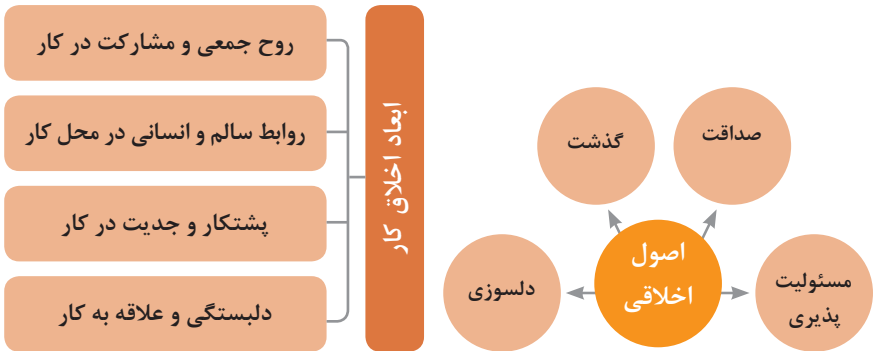 صداقت
گذشت
مسئولیت
پذیری
دلسوزی
اصول
اخلاقی
ابعاد اخلاق کار
روح جمعی و مشارکت در کار
روابط سالم و انسانی در محل کار
پشتکار و جدیت در کار
دلبستگی و علاقه به کار